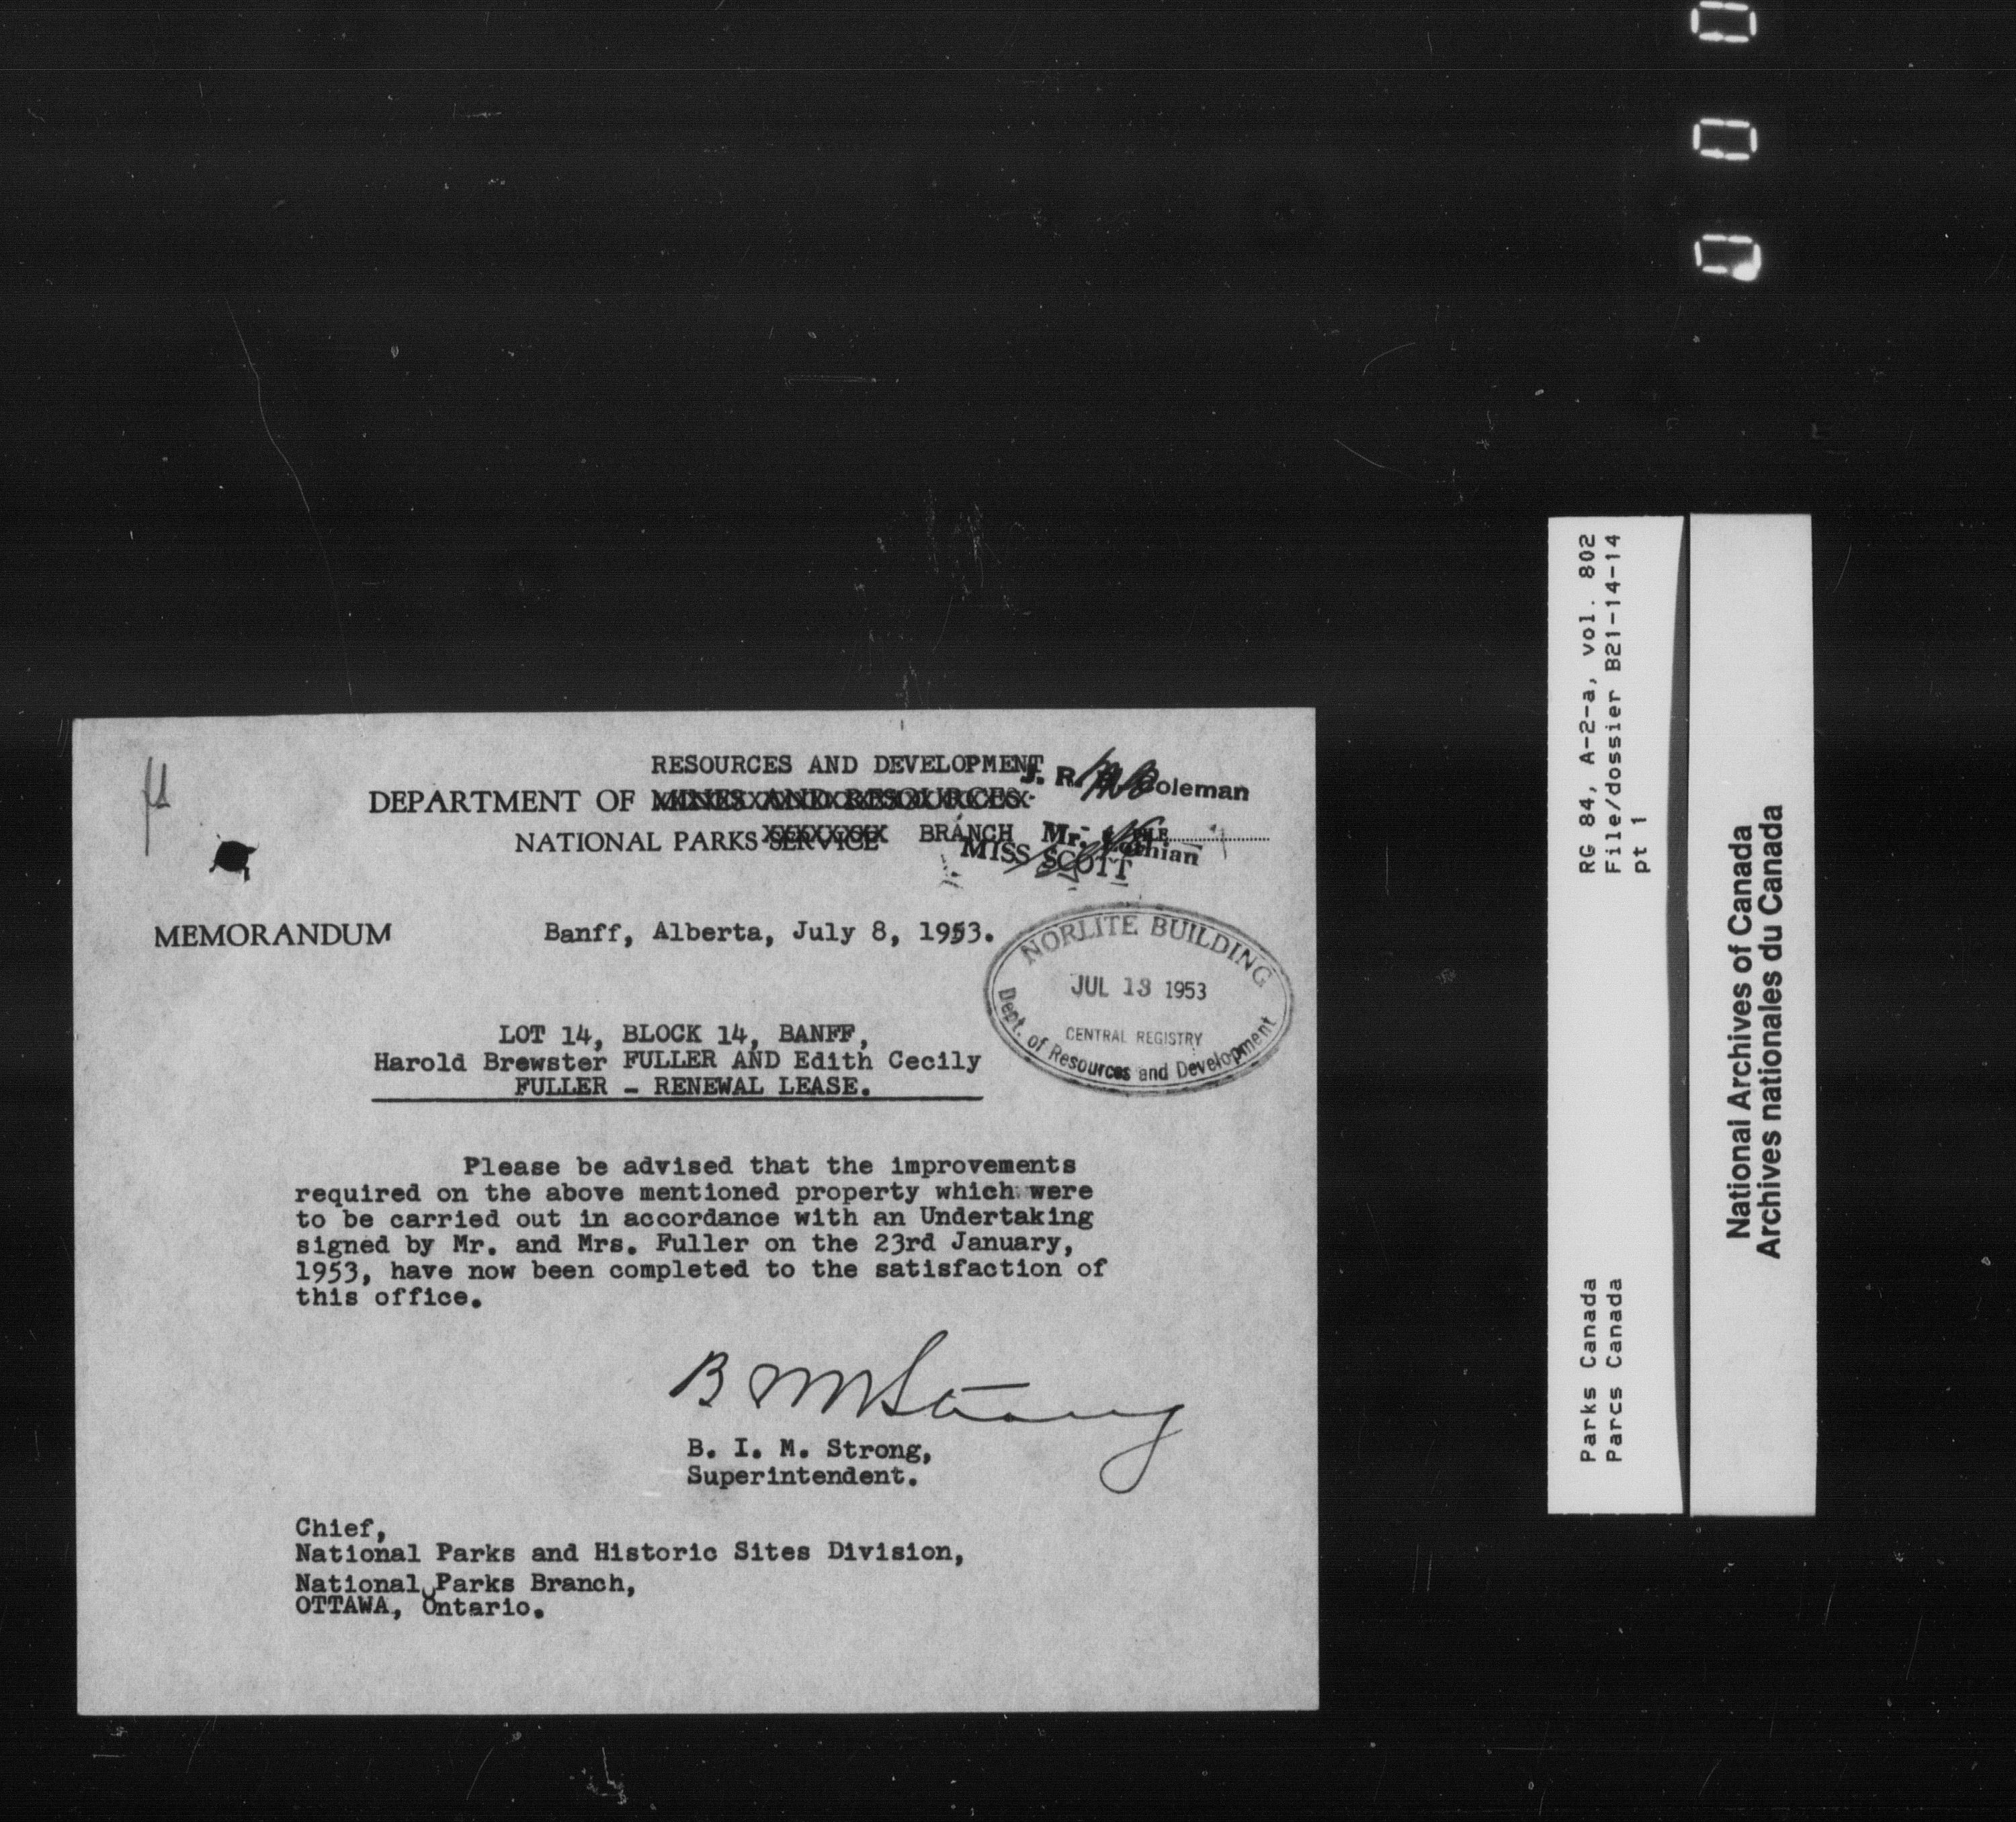 RESOURCES AND DEVELOPMENT
J. R. B. Coleman
DEPARTMENT OF MINES AND RESOURCES
NATIONAL PARKS SERVICE BRANCH
Mr. Lothian
FILE
MISS SCOTT
MEMORANDUM
Banff, Alberta, July 8, 1953.
NORLITE BUILDING
JUL 13 1953
CENTRAL REGISTRY
Dept. of Resources and Development
LOT 14, BLOCK 14, BANFF,
Harold Brewster FULLER AND Edith Cecily
FULLER - RENEWAL LEASE.
Please be advised that the improvements
required on the above mentioned property which were
to be carried out in accordance with an Undertaking
signed by Mr. and Mrs. Fuller on the 23rd January,
1953, have now been completed to the satisfaction of
this office.
B I M Strong
B. I. M. Strong,
Superintendent.
Chief,
National Parks and Historic Sites Division,
National Parks Branch,
OTTAWA, Ontario.
RG 84, A-2-a, vol. 802
File/dossier B21-14-14
pt 1
Parks Canada
Parcs Canada
National Archives of Canada
Archives nationales du Canada